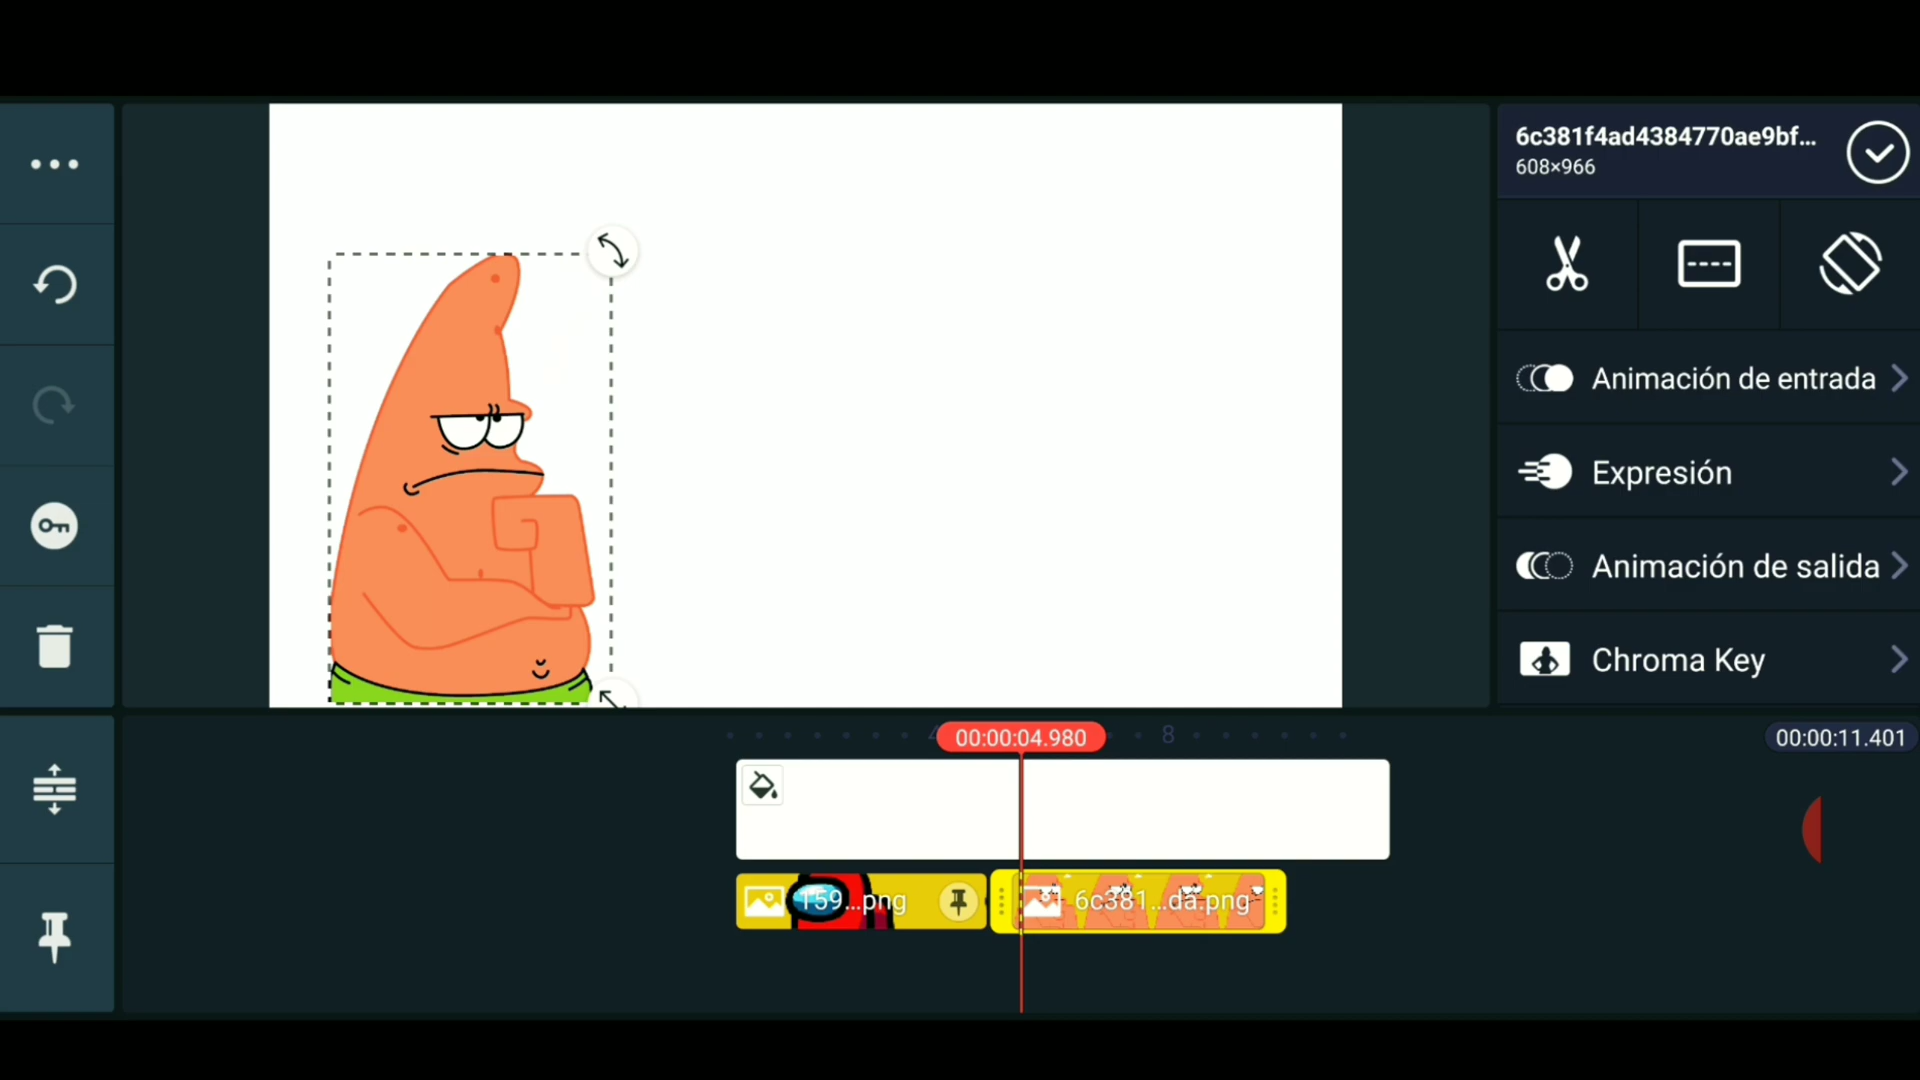 6c381f4ad4384770ae9bf...
608×966
Animación de entrada
Expresión
Animación de salida
Chroma Key
4
00:00:04.980
8
00:00:11.401
159...png
6c381...da.png